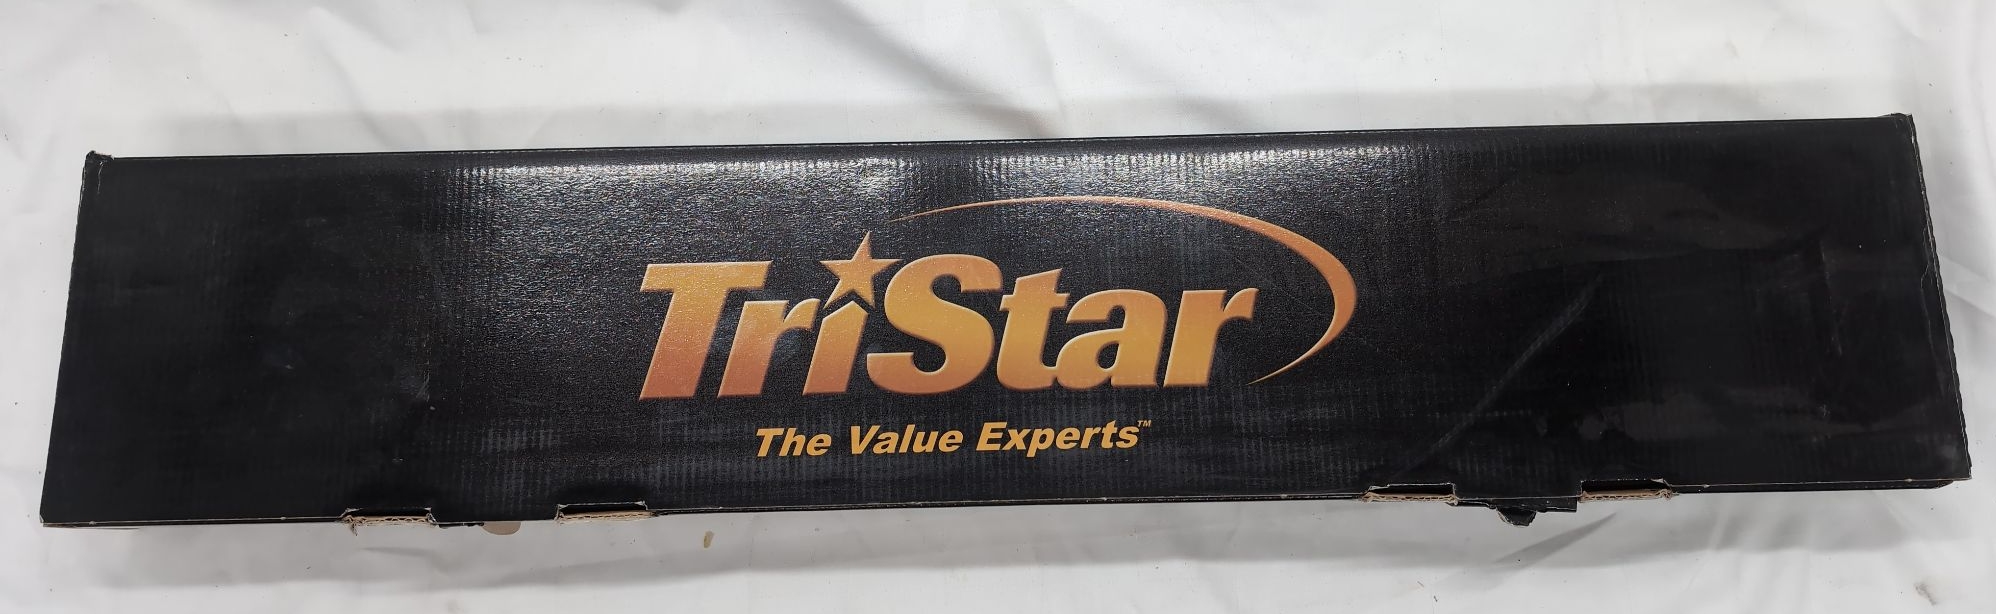 TriStar
The Value Experts™